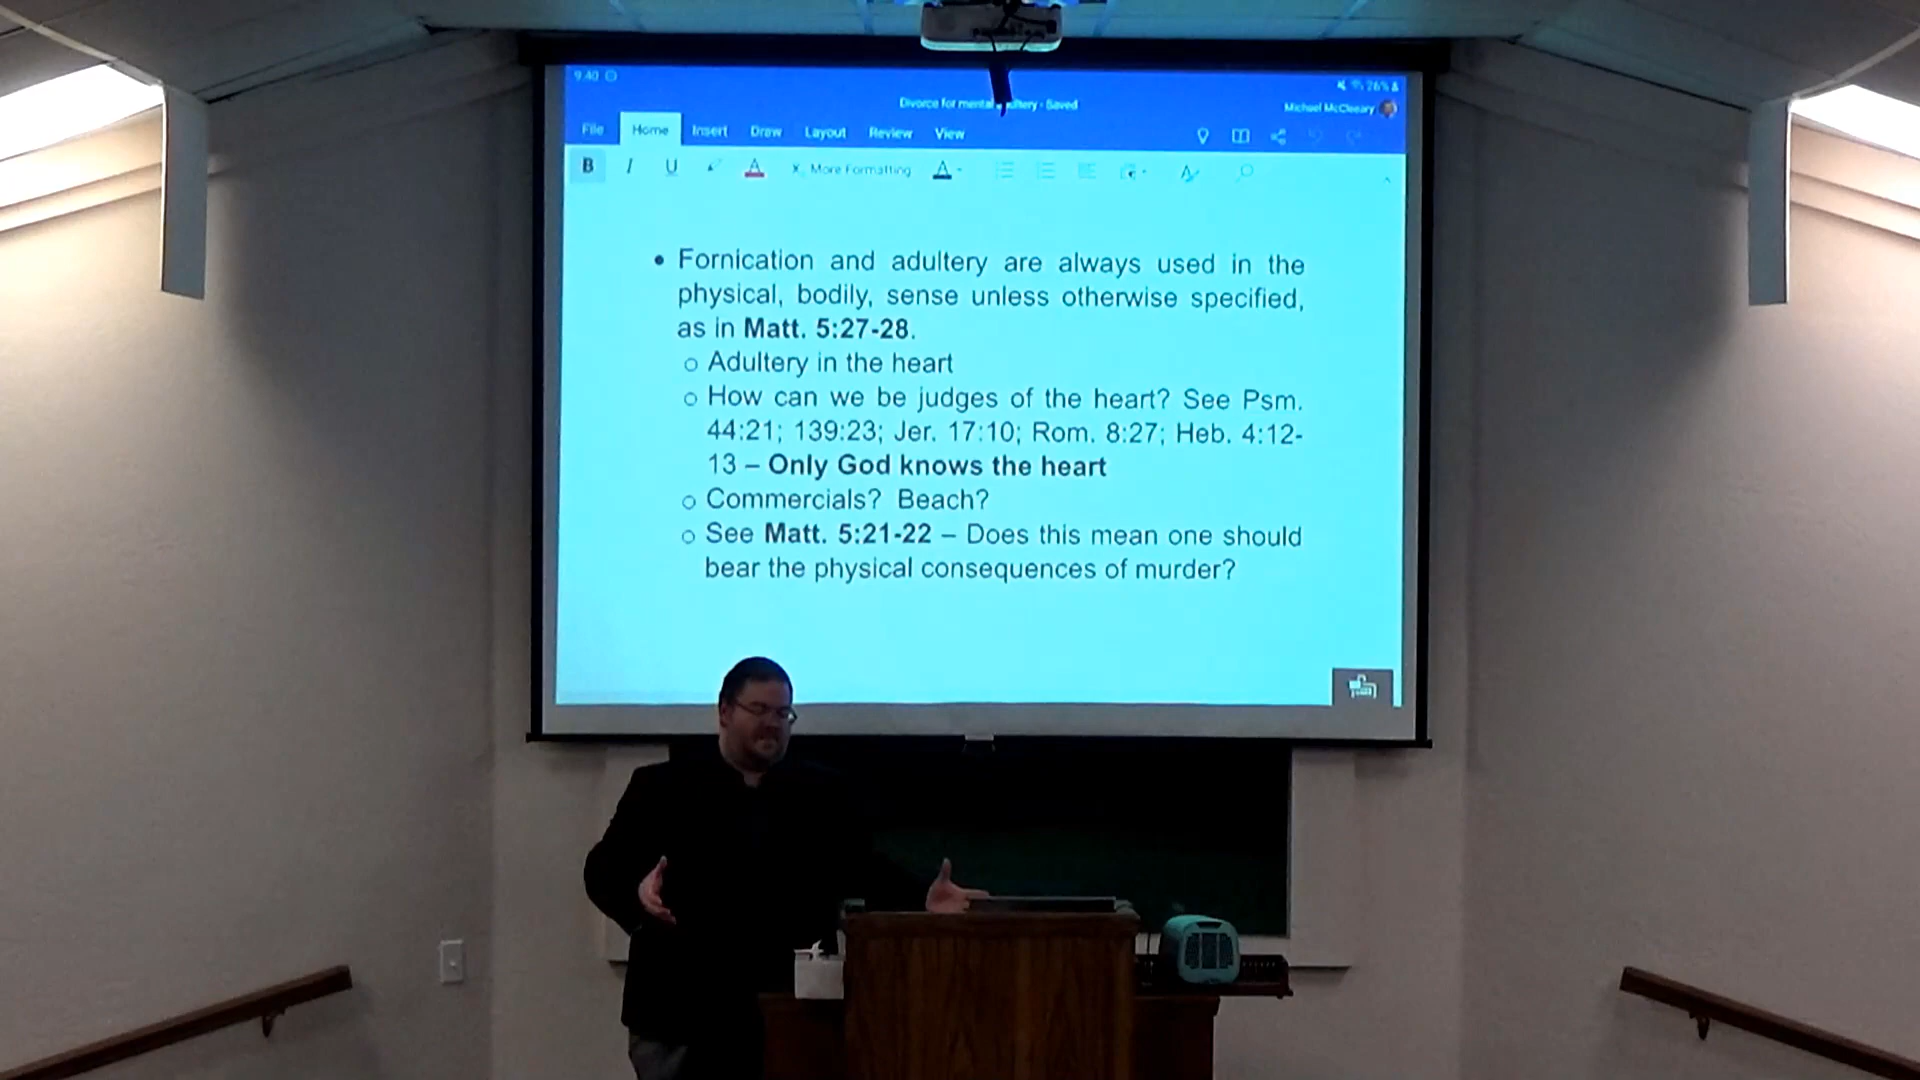 9:40
26%
Divorce for mental adultery - Saved
Michael McCleary
File Home Insert Draw Layout Review View
B I U A More Formatting A
• Fornication and adultery are always used in the
physical, bodily, sense unless otherwise specified,
as in Matt. 5:27-28.
o Adultery in the heart
o How can we be judges of the heart? See Psm.
44:21; 139:23; Jer. 17:10; Rom. 8:27; Heb. 4:12-
13 – Only God knows the heart
o Commercials? Beach?
o See Matt. 5:21-22 – Does this mean one should
bear the physical consequences of murder?